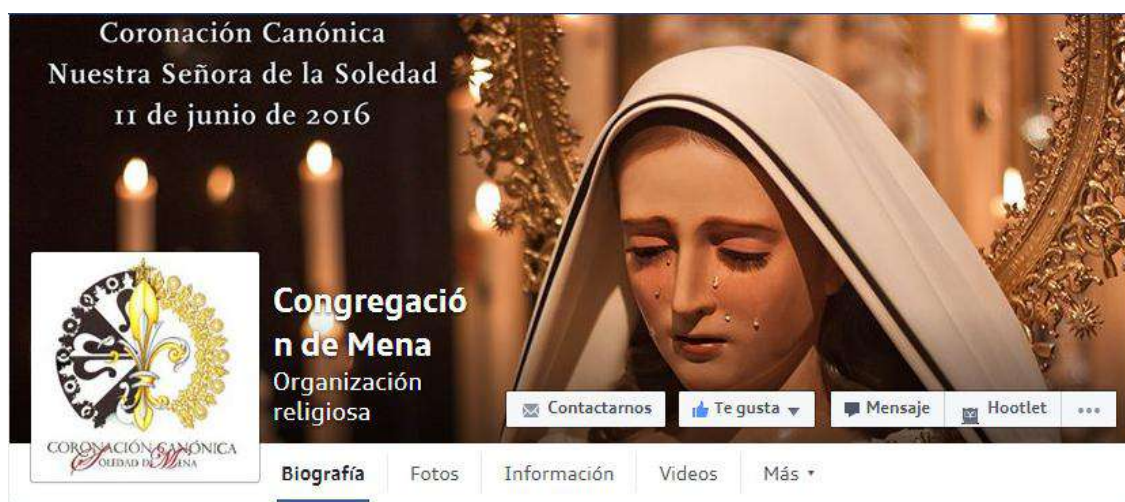 Coronación Canónica
Nuestra Señora de la Soledad
11 de junio de 2016
Congregació
n de Mena
Organización
religiosa
CORONACIÓN CANÓNICA
SOLEDAD DE MENA
Contactarnos
Te gusta
Mensaje
Hootlet
Biografía
Fotos
Información
Videos
Más